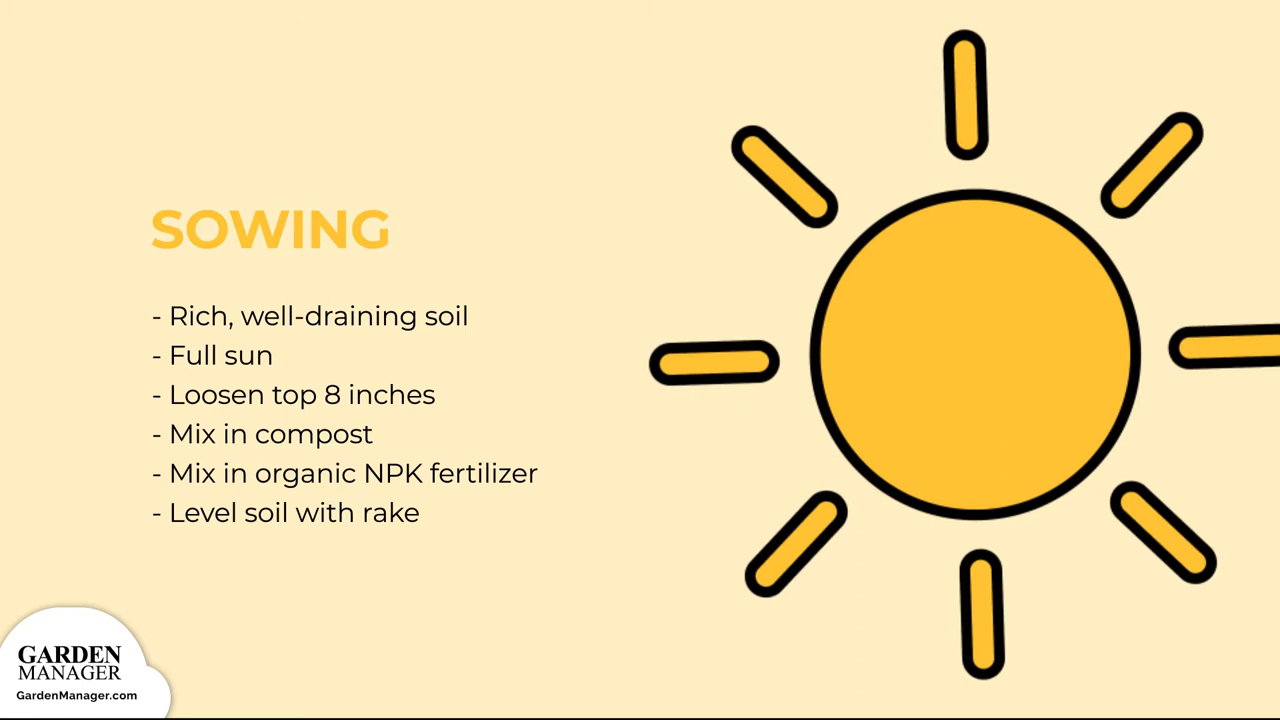 SOWING
- Rich, well-draining soil
- Full sun
- Loosen top 8 inches
- Mix in compost
- Mix in organic NPK fertilizer
- Level soil with rake
GARDEN
MANAGER
GardenManager.com